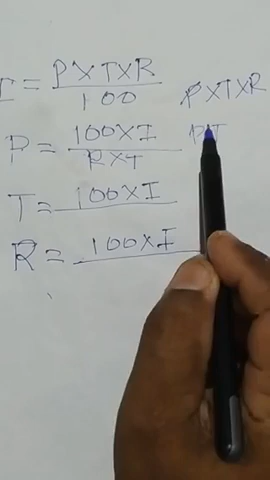 I = P X T X R / 100
P X T X R
P = 100 X I / R X T
T = 100 X I
R = 100 X I